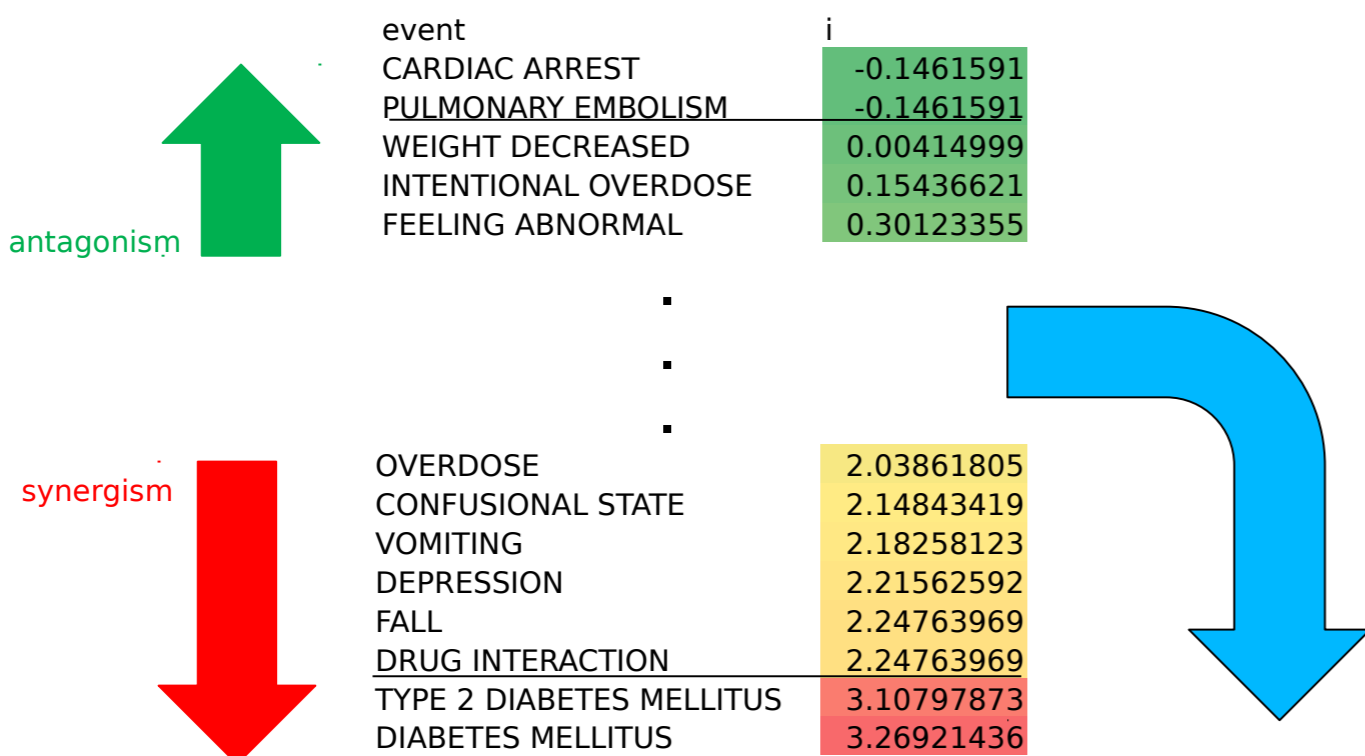 event i
CARDIAC ARREST -0.1461591
PULMONARY EMBOLISM -0.1461591
WEIGHT DECREASED 0.00414999
INTENTIONAL OVERDOSE 0.15436621
FEELING ABNORMAL 0.30123355
antagonism
OVERDOSE 2.03861805
synergism
CONFUSIONAL STATE 2.14843419
VOMITING 2.18258123
DEPRESSION 2.21562592
FALL 2.24763969
DRUG INTERACTION 2.24763969
TYPE 2 DIABETES MELLITUS 3.10797873
DIABETES MELLITUS 3.26921436